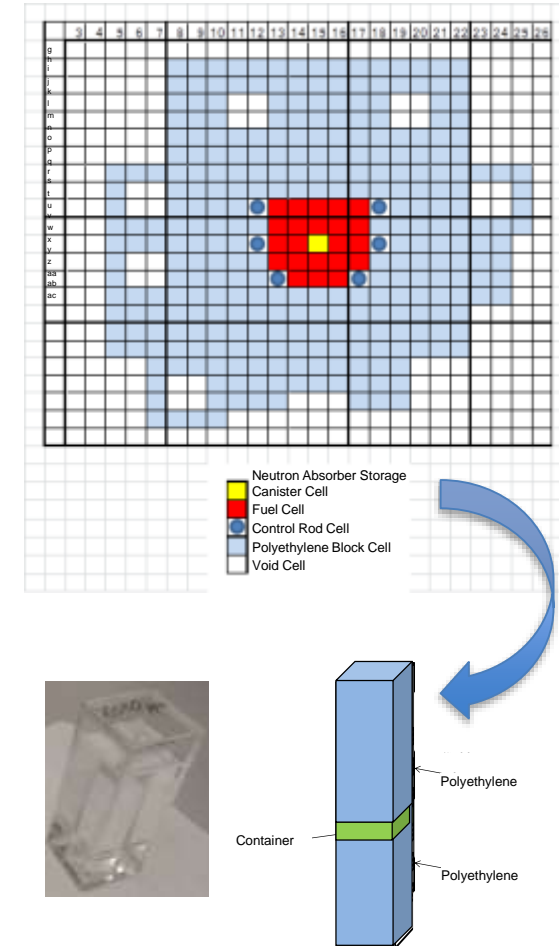 3 4 5 6 7 8 9 10 11 12 13 14 15 16 17 18 19 20 21 22 23 24 25 26
g
h
i
j
k
l
m
n
o
p
q
r
s
t
u
v
w
x
y
z
aa
ab
ac
Neutron Absorber Storage
Canister Cell
Fuel Cell
Control Rod Cell
Polyethylene Block Cell
Void Cell
Polyethylene
Container
Polyethylene